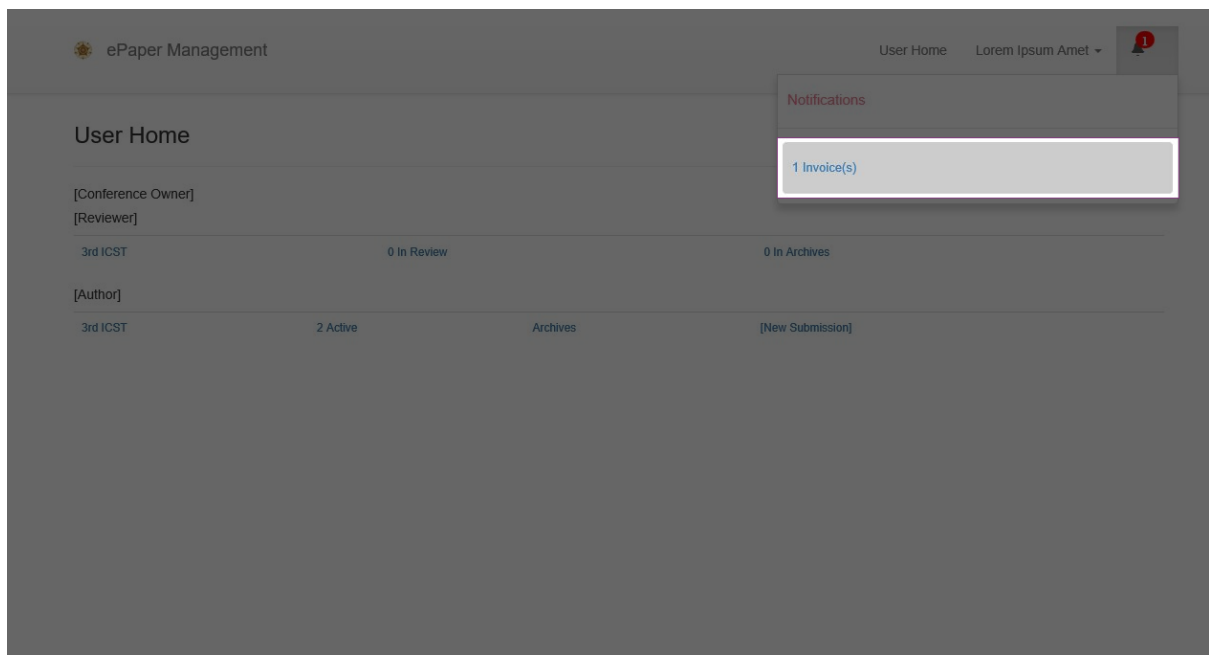 ePaper Management
User Home Lorem Ipsum Amet
1
Notifications
1 Invoice(s)
User Home
[Conference Owner]
[Reviewer]
3rd ICST 0 In Review 0 In Archives
[Author]
3rd ICST 2 Active Archives [New Submission]